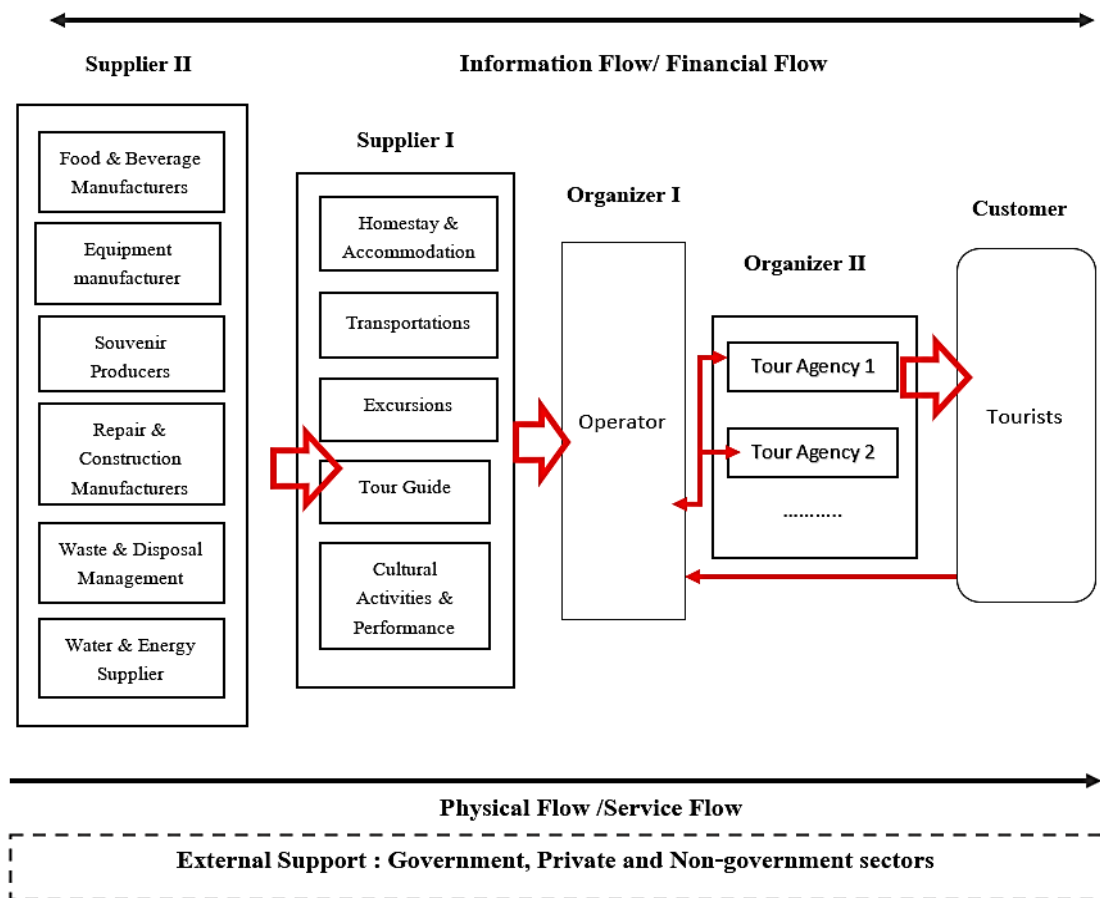 Supplier II
Information Flow/ Financial Flow
Food & Beverage
Manufacturers
Equipment
manufacturer
Souvenir
Producers
Repair &
Construction
Manufacturers
Waste & Disposal
Management
Water & Energy
Supplier
Supplier I
Homestay &
Accommodation
Transportations
Excursions
Tour Guide
Cultural
Activities &
Performance
Organizer I
Operator
Organizer II
Tour Agency 1
Tour Agency 2
...........
Customer
Tourists
Physical Flow /Service Flow
External Support : Government, Private and Non-government sectors